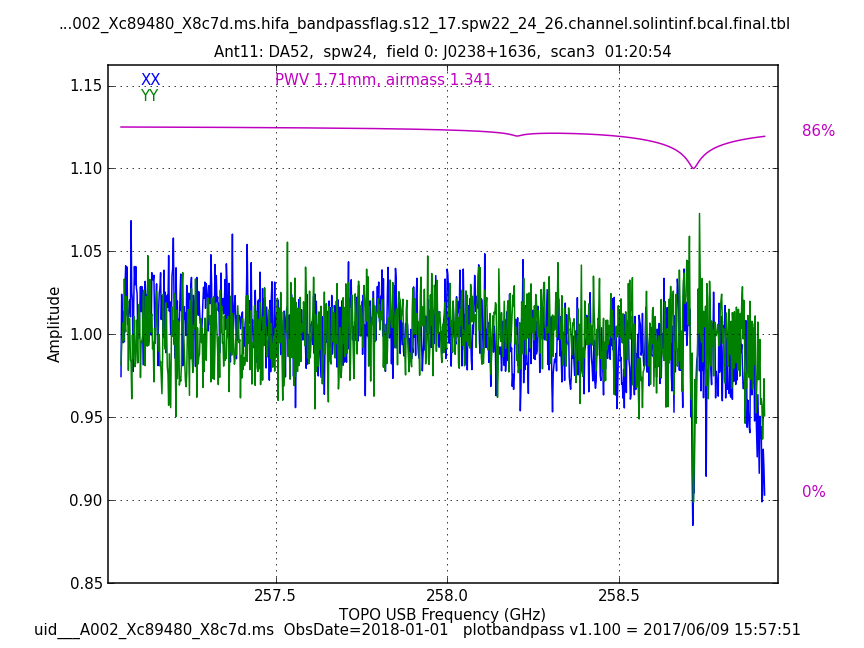 ...002_Xc89480_X8c7d.ms.hifa_bandpassflag.s12_17.spw22_24_26.channel.solintinf.bcal.final.tbl
Ant11: DA52, spw24, field 0: J0238+1636, scan3 01:20:54
XX
YY
PWV 1.71mm, airmass 1.341
1.15
1.10
1.05
1.00
0.95
0.90
0.85
Amplitude
86%
0%
257.5
258.0
258.5
TOPO USB Frequency (GHz)
uid___A002_Xc89480_X8c7d.ms ObsDate=2018-01-01 plotbandpass v1.100 = 2017/06/09 15:57:51